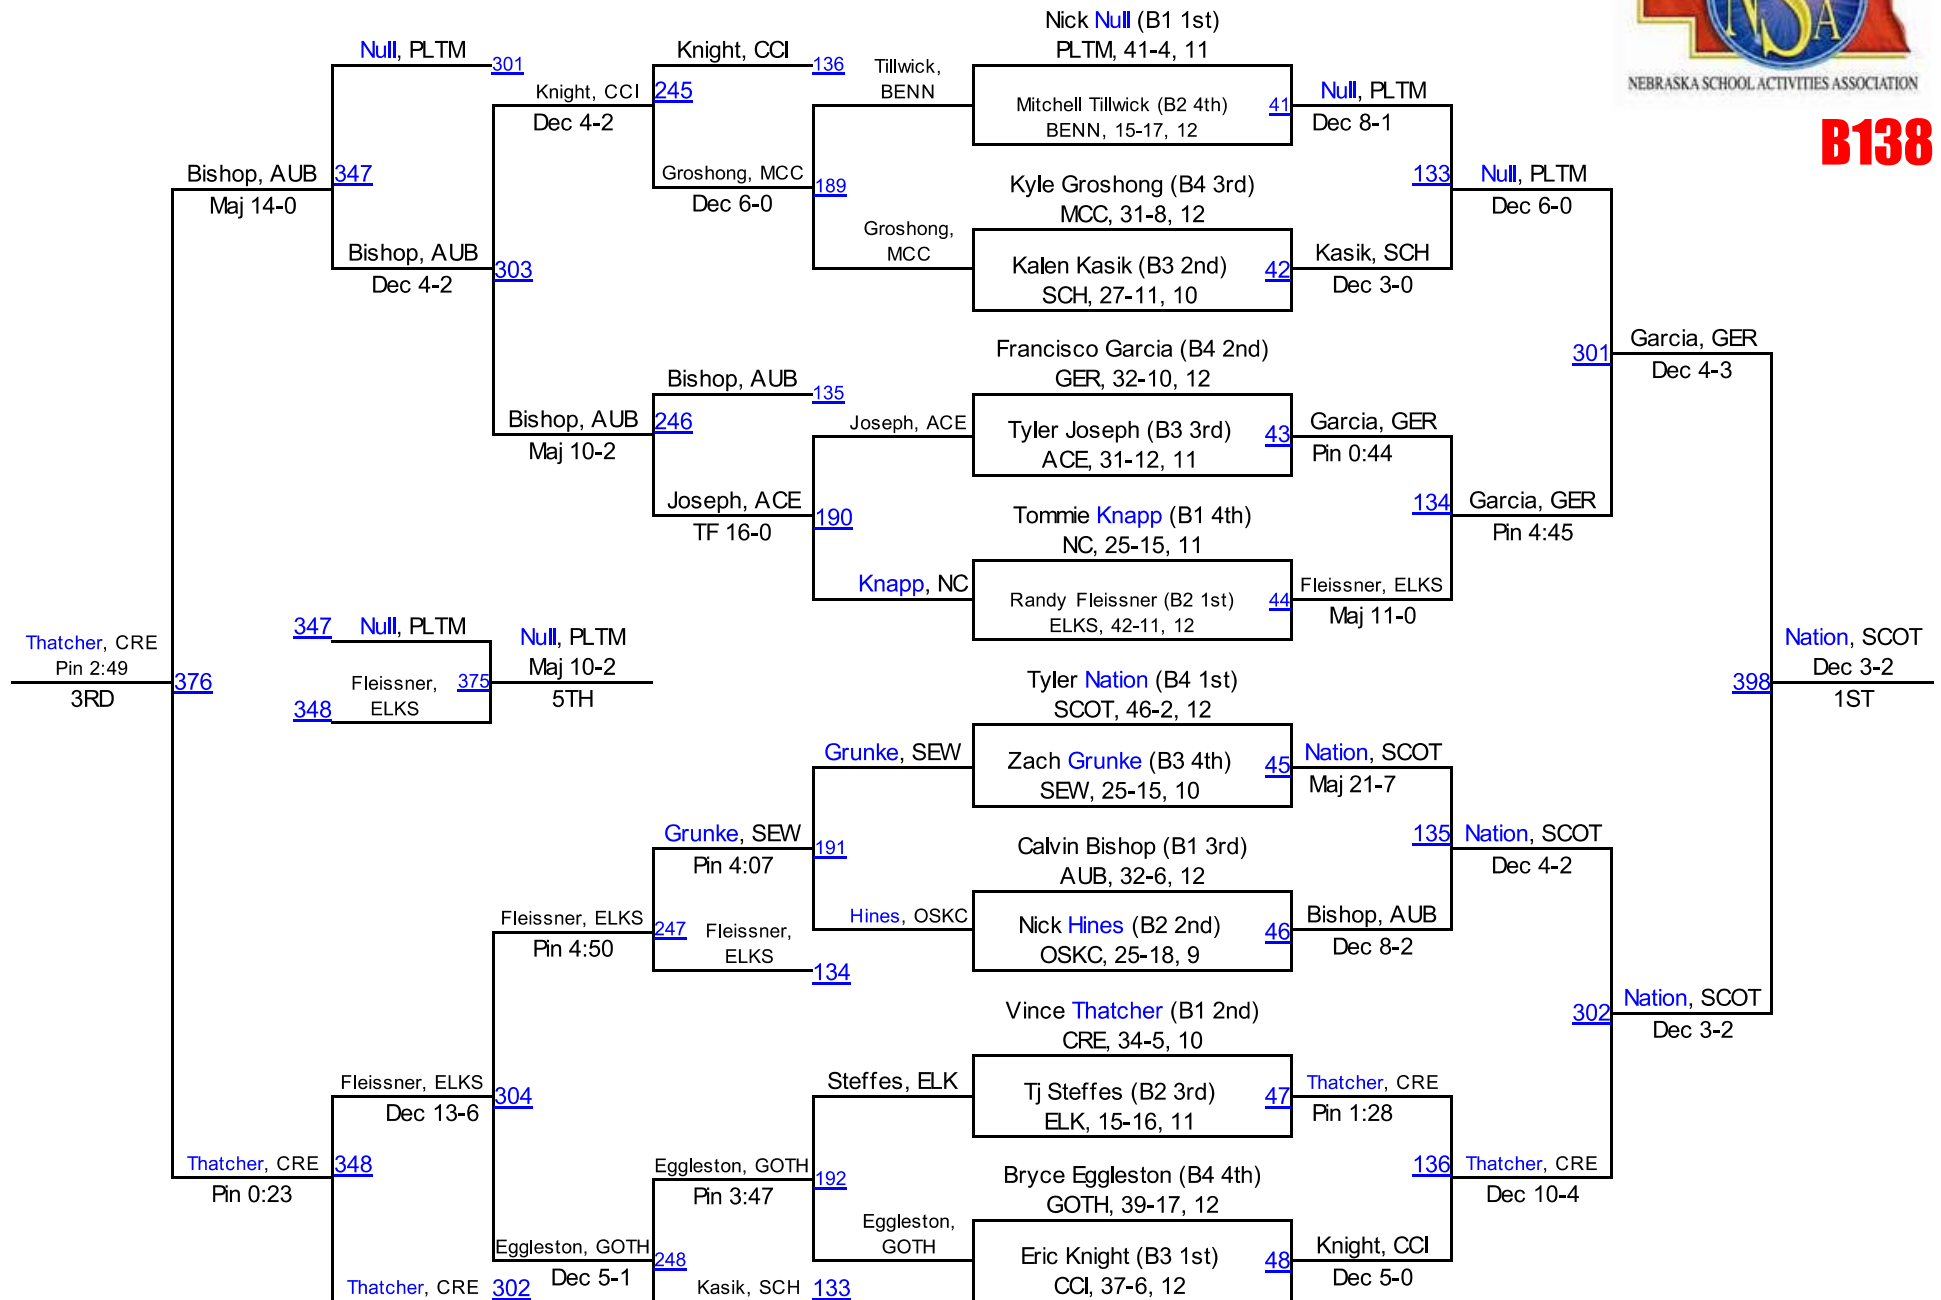 NSA
NEBRASKA SCHOOL ACTIVITIES ASSOCIATION
B138
Nick Null (B1 1st)
PLTM, 41-4, 11
Mitchell Tillwick (B2 4th)
BENN, 15-17, 12
41
Kyle Groshong (B4 3rd)
MCC, 31-8, 12
Kalen Kasik (B3 2nd)
SCH, 27-11, 10
42
Francisco Garcia (B4 2nd)
GER, 32-10, 12
Tyler Joseph (B3 3rd)
ACE, 31-12, 11
43
Tommie Knapp (B1 4th)
NC, 25-15, 11
Randy Fleissner (B2 1st)
ELKS, 42-11, 12
44
Tyler Nation (B4 1st)
SCOT, 46-2, 12
Zach Grunke (B3 4th)
SEW, 25-15, 10
45
Calvin Bishop (B1 3rd)
AUB, 32-6, 12
Nick Hines (B2 2nd)
OSKC, 25-18, 9
46
Vince Thatcher (B1 2nd)
CRE, 34-5, 10
Tj Steffes (B2 3rd)
ELK, 15-16, 11
47
Bryce Eggleston (B4 4th)
GOTH, 39-17, 12
Eric Knight (B3 1st)
CCI, 37-6, 12
48
Null, PLTM
Dec 8-1
133
Kasik, SCH
Dec 3-0
Garcia, GER
Pin 0:44
134
Fleissner, ELKS
Maj 11-0
Nation, SCOT
Maj 21-7
135
Bishop, AUB
Dec 8-2
Thatcher, CRE
Pin 1:28
136
Knight, CCI
Dec 5-0
Null, PLTM
Dec 6-0
301
Garcia, GER
Pin 4:45
Nation, SCOT
Dec 4-2
302
Thatcher, CRE
Dec 10-4
Garcia, GER
Dec 4-3
398
Nation, SCOT
Dec 3-2
Nation, SCOT
Dec 3-2
1ST
Tillwick,
BENN
189
Groshong,
MCC
Joseph, ACE
190
Knapp, NC
Grunke, SEW
191
Hines, OSKC
Steffes, ELK
192
Eggleston,
GOTH
Knight, CCI
136
245
Groshong, MCC
Dec 6-0
Bishop, AUB
135
246
Joseph, ACE
TF 16-0
Grunke, SEW
Pin 4:07
247
Fleissner,
ELKS
134
Eggleston, GOTH
Pin 3:47
248
Kasik, SCH
133
Knight, CCI
Dec 4-2
303
Bishop, AUB
Maj 10-2
Fleissner, ELKS
Pin 4:50
304
Eggleston, GOTH
Dec 5-1
Null, PLTM
301
347
Bishop, AUB
Dec 4-2
Fleissner, ELKS
Dec 13-6
348
Thatcher, CRE
302
Bishop, AUB
Maj 14-0
376
Thatcher, CRE
Pin 0:23
Thatcher, CRE
Pin 2:49
3RD
347
Null, PLTM
375
348
Fleissner,
ELKS
Null, PLTM
Maj 10-2
5TH